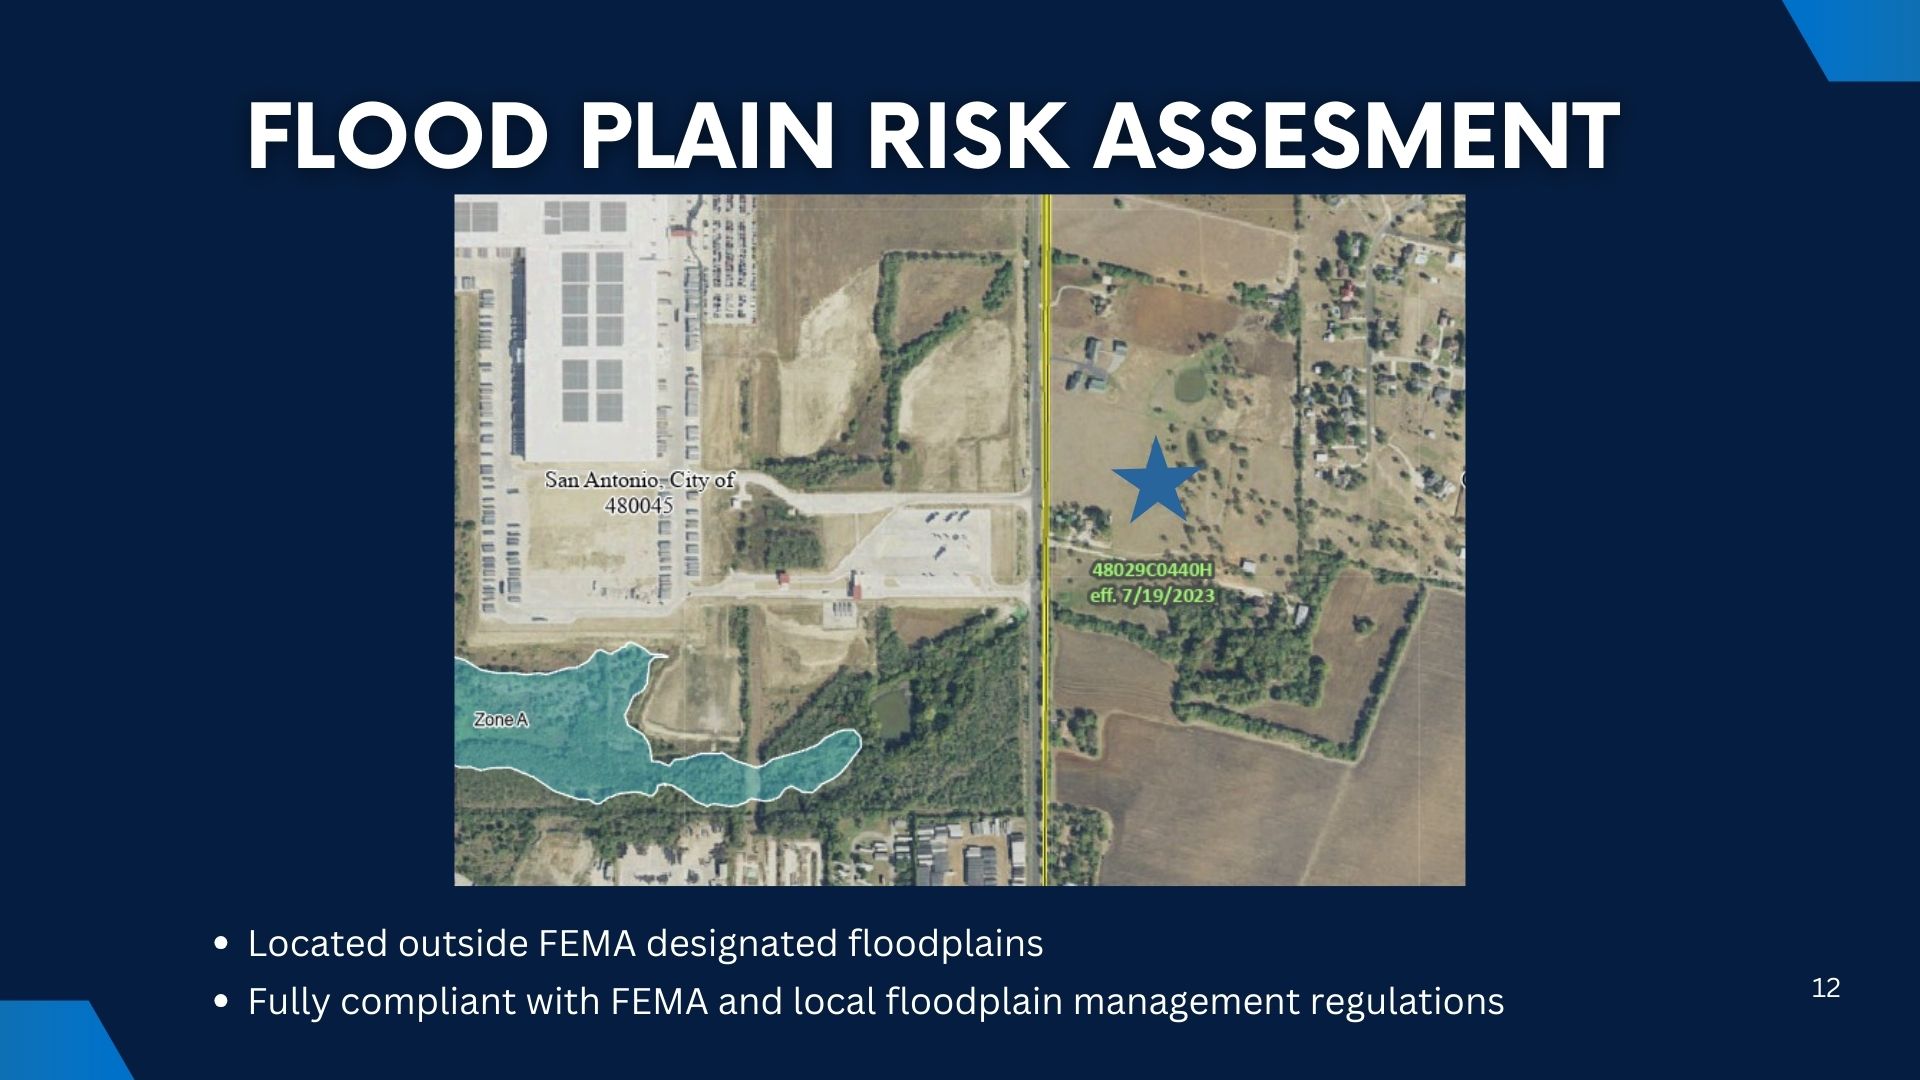 FLOOD PLAIN RISK ASSESMENT
San Antonio, City of
480045
48029C0440H
eff. 7/19/2023
Zone A
• Located outside FEMA designated floodplains
• Fully compliant with FEMA and local floodplain management regulations
12